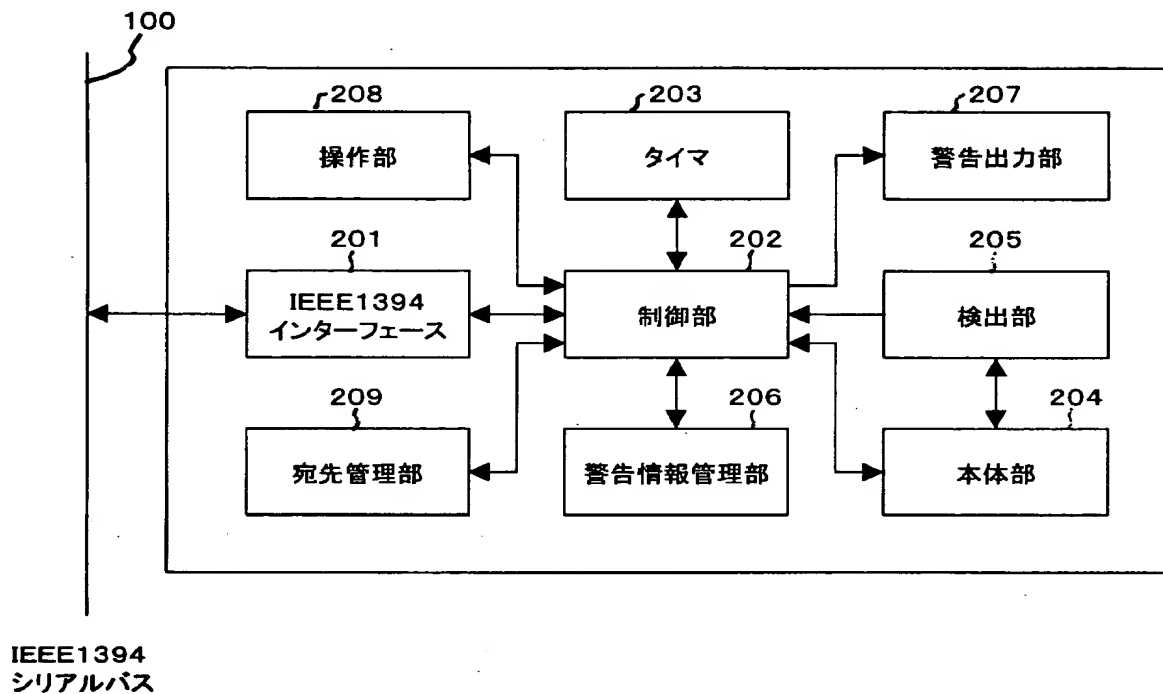 100
208
操作部
203
タイマ
207
警告出力部
201
IEEE1394
インターフェース
202
制御部
205
検出部
209
宛先管理部
206
警告情報管理部
204
本体部
IEEE1394
シリアルバス